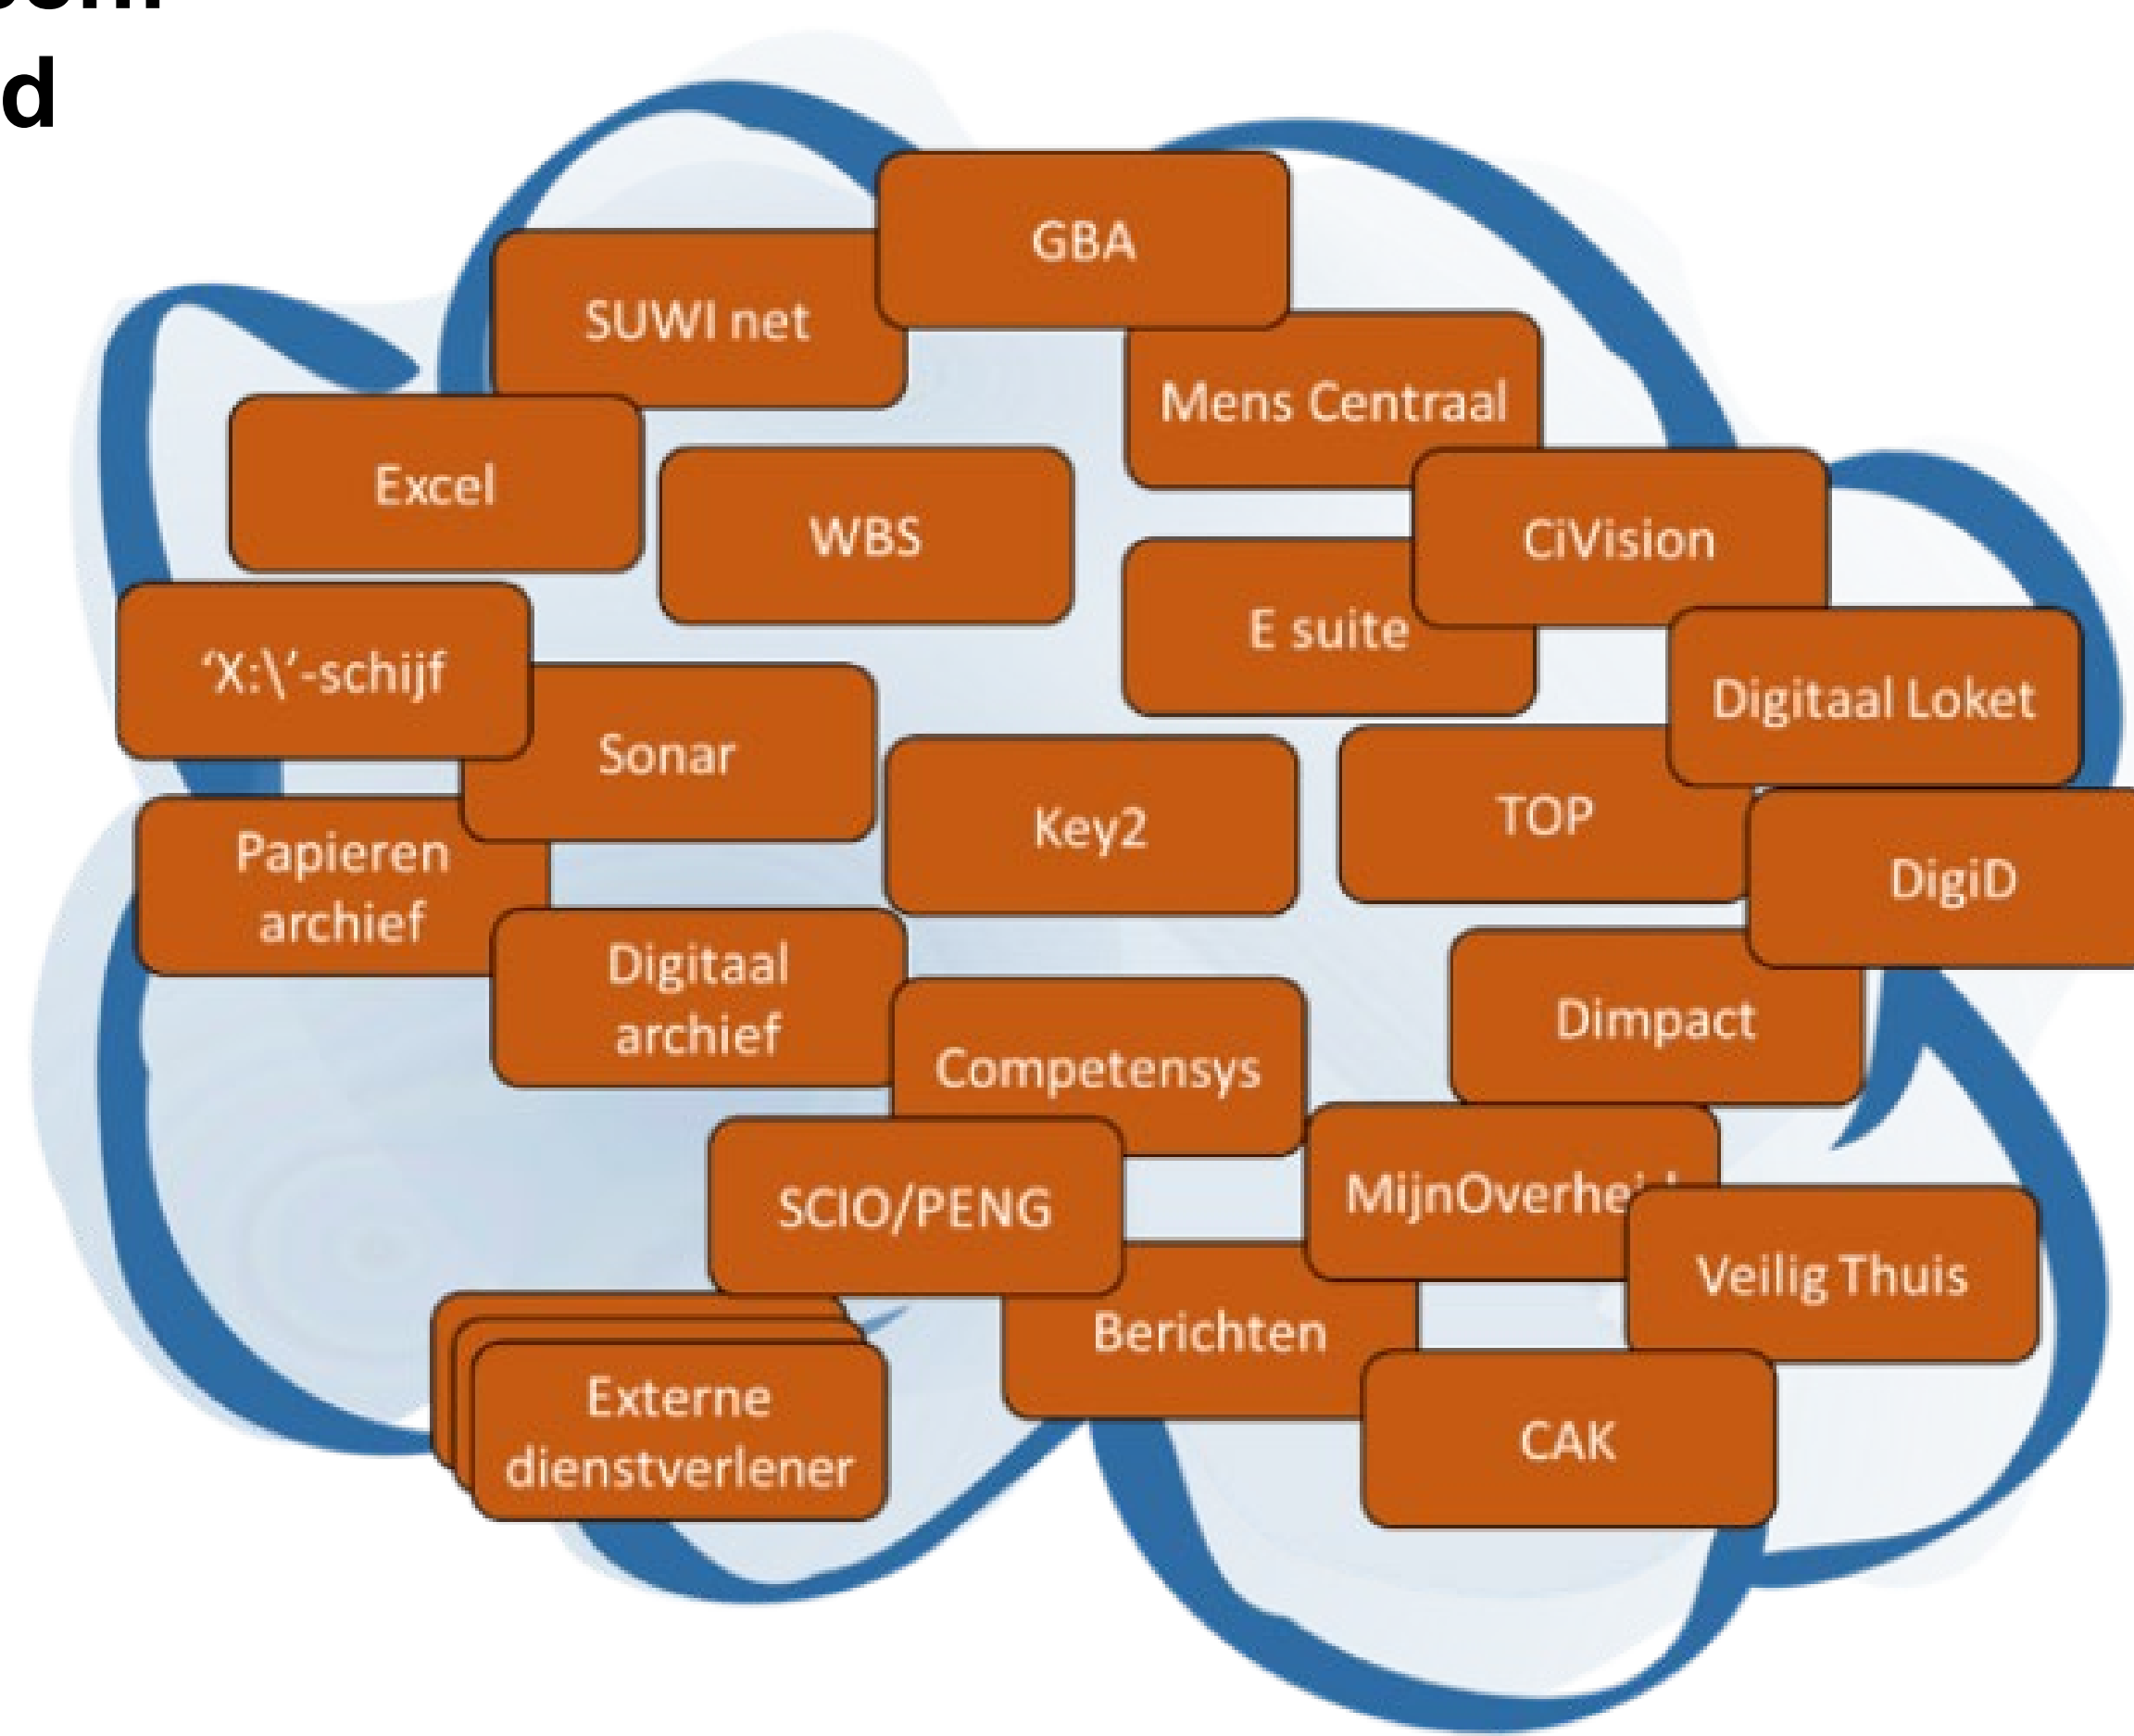 d
GBA
SUWI net
Mens Centraal
Excel
WBS
CiVision
E suite
‘X:\’-schijf
Digitaal Loket
Sonar
Key2
TOP
Papieren
archief
DigiD
Digitaal
archief
Dimpact
Competensys
SCIO/PENG
Veilig Thuis
Berichten
Externe
dienstverlener
CAK